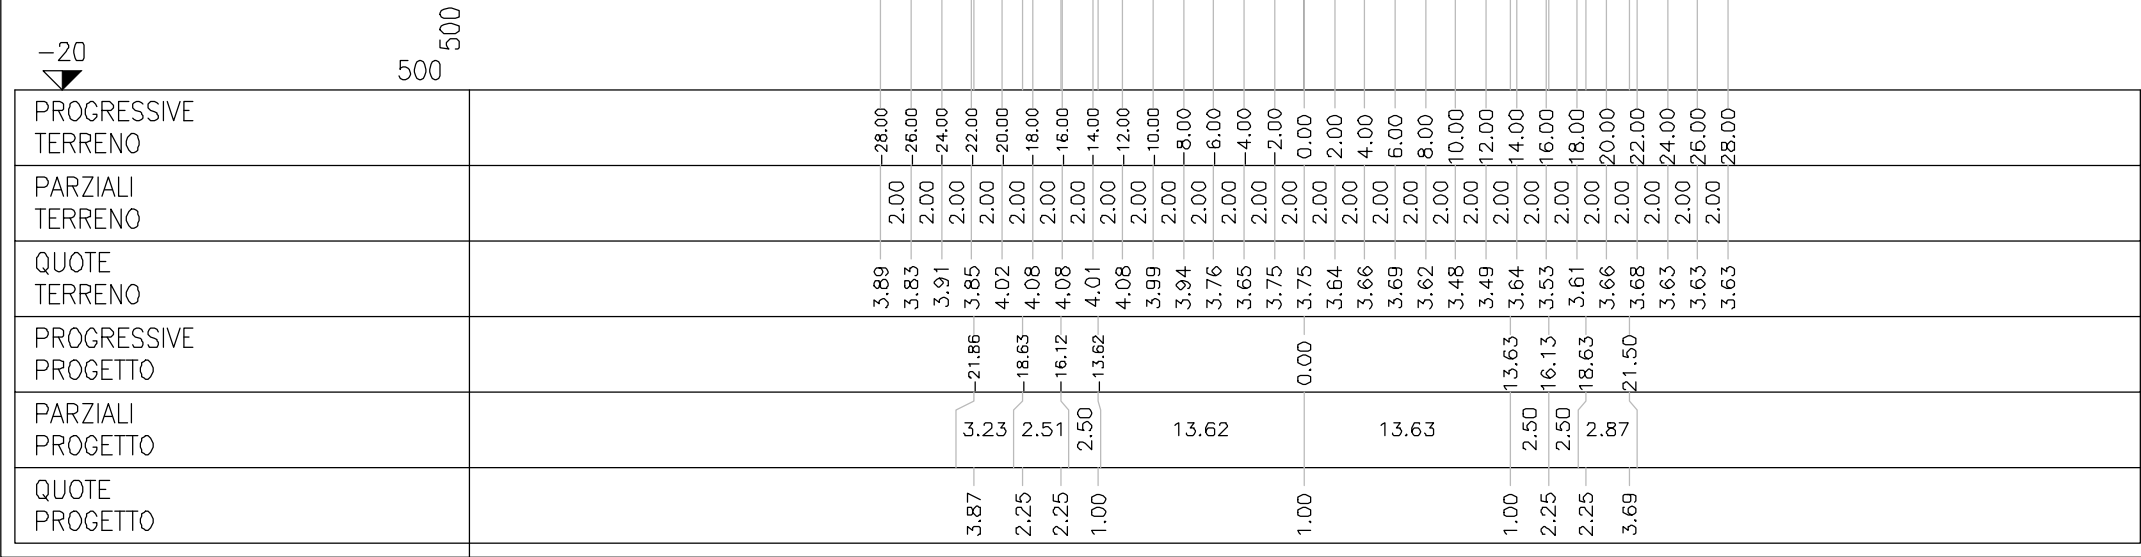 500
-20
500
PROGRESSIVE
TERRENO
-28.00 -26.00 -24.00 -22.00 -20.00 -18.00 -16.00 -14.00 -12.00 -10.00 -8.00 -6.00 -4.00 -2.00 0.00 2.00 4.00 6.00 8.00 10.00 12.00 14.00 16.00 18.00 20.00 22.00 24.00 26.00 28.00
PARZIALI
TERRENO
2.00 2.00 2.00 2.00 2.00 2.00 2.00 2.00 2.00 2.00 2.00 2.00 2.00 2.00 2.00 2.00 2.00 2.00 2.00 2.00 2.00 2.00 2.00 2.00 2.00 2.00 2.00 2.00
QUOTE
TERRENO
3.89 3.83 3.91 3.85 4.02 4.08 4.08 4.01 4.08 3.99 3.94 3.76 3.65 3.75 3.75 3.64 3.66 3.69 3.62 3.48 3.49 3.64 3.53 3.61 3.66 3.68 3.63 3.63 3.63
PROGRESSIVE
PROGETTO
-21.86 -18.63 -16.12 -13.62 0.00 13.63 16.13 18.63 21.50
PARZIALI
PROGETTO
3.23 2.51 2.50 13.62 13.63 2.50 2.50 2.87
QUOTE
PROGETTO
3.87 2.25 2.25 1.00 1.00 1.00 2.25 2.25 3.69